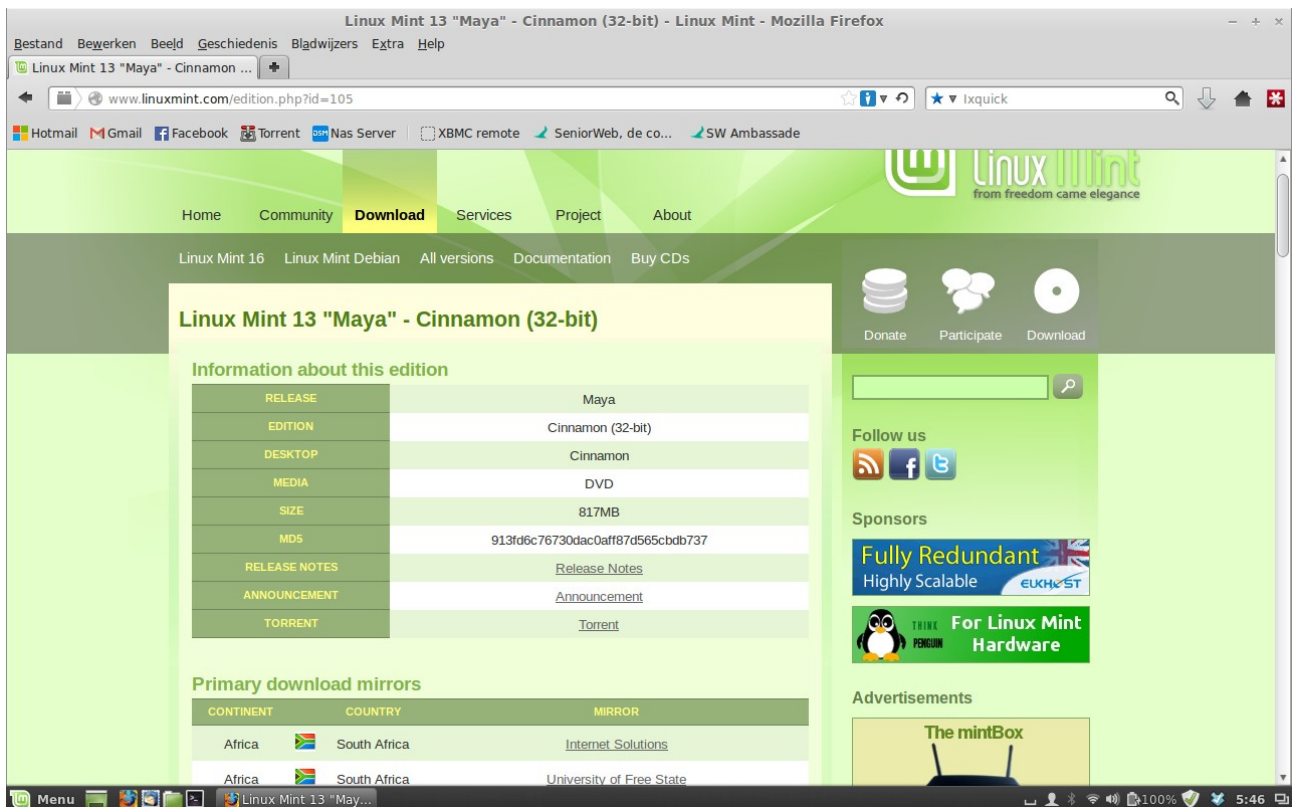 Linux Mint 13 "Maya" - Cinnamon (32-bit) - Linux Mint - Mozilla Firefox
Bestand Bewerken Beeld Geschiedenis Bladwijzers Extra Help
Linux Mint 13 "Maya" - Cinnamon ...
www.linuxmint.com/edition.php?id=105
Ixquick
Hotmail Gmail Facebook Torrent DSM Nas Server XBMC remote SeniorWeb, de co... SW Ambassade
Linux Mint
from freedom came elegance
Home Community Download Services Project About
Linux Mint 16 Linux Mint Debian All versions Documentation Buy CDs
Donate Participate Download
Linux Mint 13 "Maya" - Cinnamon (32-bit)
Information about this edition
RELEASE Maya
EDITION Cinnamon (32-bit)
DESKTOP Cinnamon
MEDIA DVD
SIZE 817MB
MD5 913fd6c76730dac0aff87d565cbdb737
RELEASE NOTES Release Notes
ANNOUNCEMENT Announcement
TORRENT Torrent
Primary download mirrors
CONTINENT COUNTRY MIRROR
Africa South Africa Internet Solutions
Africa South Africa University of Free State
Follow us
Sponsors
Fully Redundant
Highly Scalable ELKHOST
THINK PENGUIN
For Linux Mint
Hardware
Advertisements
The mintBox
Menu Linux Mint 13 "May... 100% 5:46